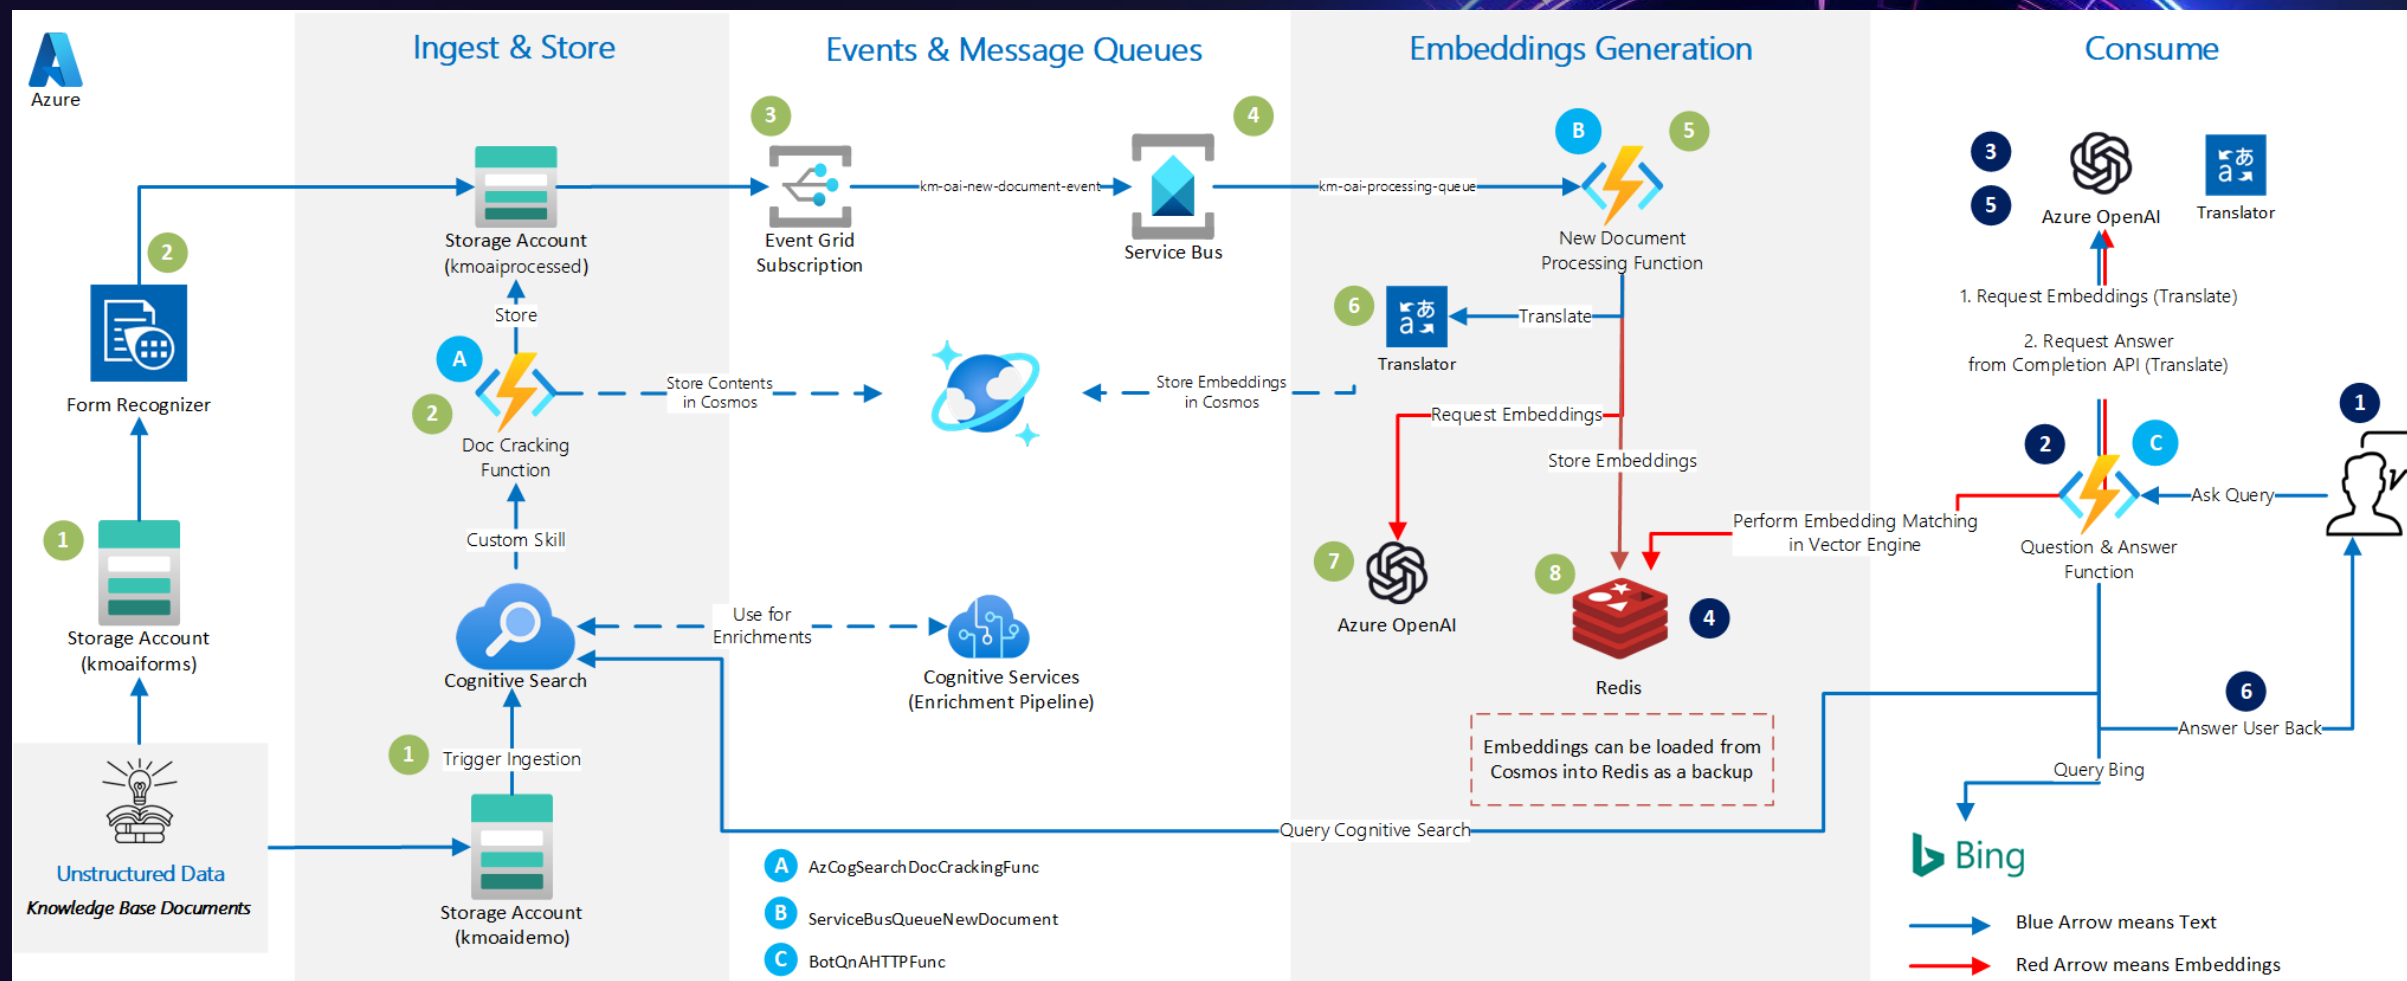 Azure
Ingest & Store
Events & Message Queues
Embeddings Generation
Consume
3
4
B
5
3
5
Azure OpenAI
Translator
2
Storage Account
(kmoaiprocessed)
Event Grid
Subscription
km-oai-new-document-event
Service Bus
km-oai-processing-queue
New Document
Processing Function
Form Recognizer
Store
A
2
Doc Cracking
Function
Store Contents
in Cosmos
Store Embeddings
in Cosmos
6
Translator
Translate
Request Embeddings
Store Embeddings
1. Request Embeddings (Translate)
2. Request Answer
from Completion API (Translate)
1
2
C
Ask Query
Question & Answer
Function
Perform Embedding Matching
in Vector Engine
1
Storage Account
(kmoaiforms)
Custom Skill
Cognitive Search
Use for
Enrichments
Cognitive Services
(Enrichment Pipeline)
7
Azure OpenAI
8
4
Redis
Embeddings can be loaded from
Cosmos into Redis as a backup
6
Answer User Back
Query Bing
1
Trigger Ingestion
Query Cognitive Search
Unstructured Data
Knowledge Base Documents
Storage Account
(kmoaidemo)
A
AzCogSearchDocCrackingFunc
B
ServiceBusQueueNewDocument
C
BotQnAHTTPFunc
Bing
Blue Arrow means Text
Red Arrow means Embeddings